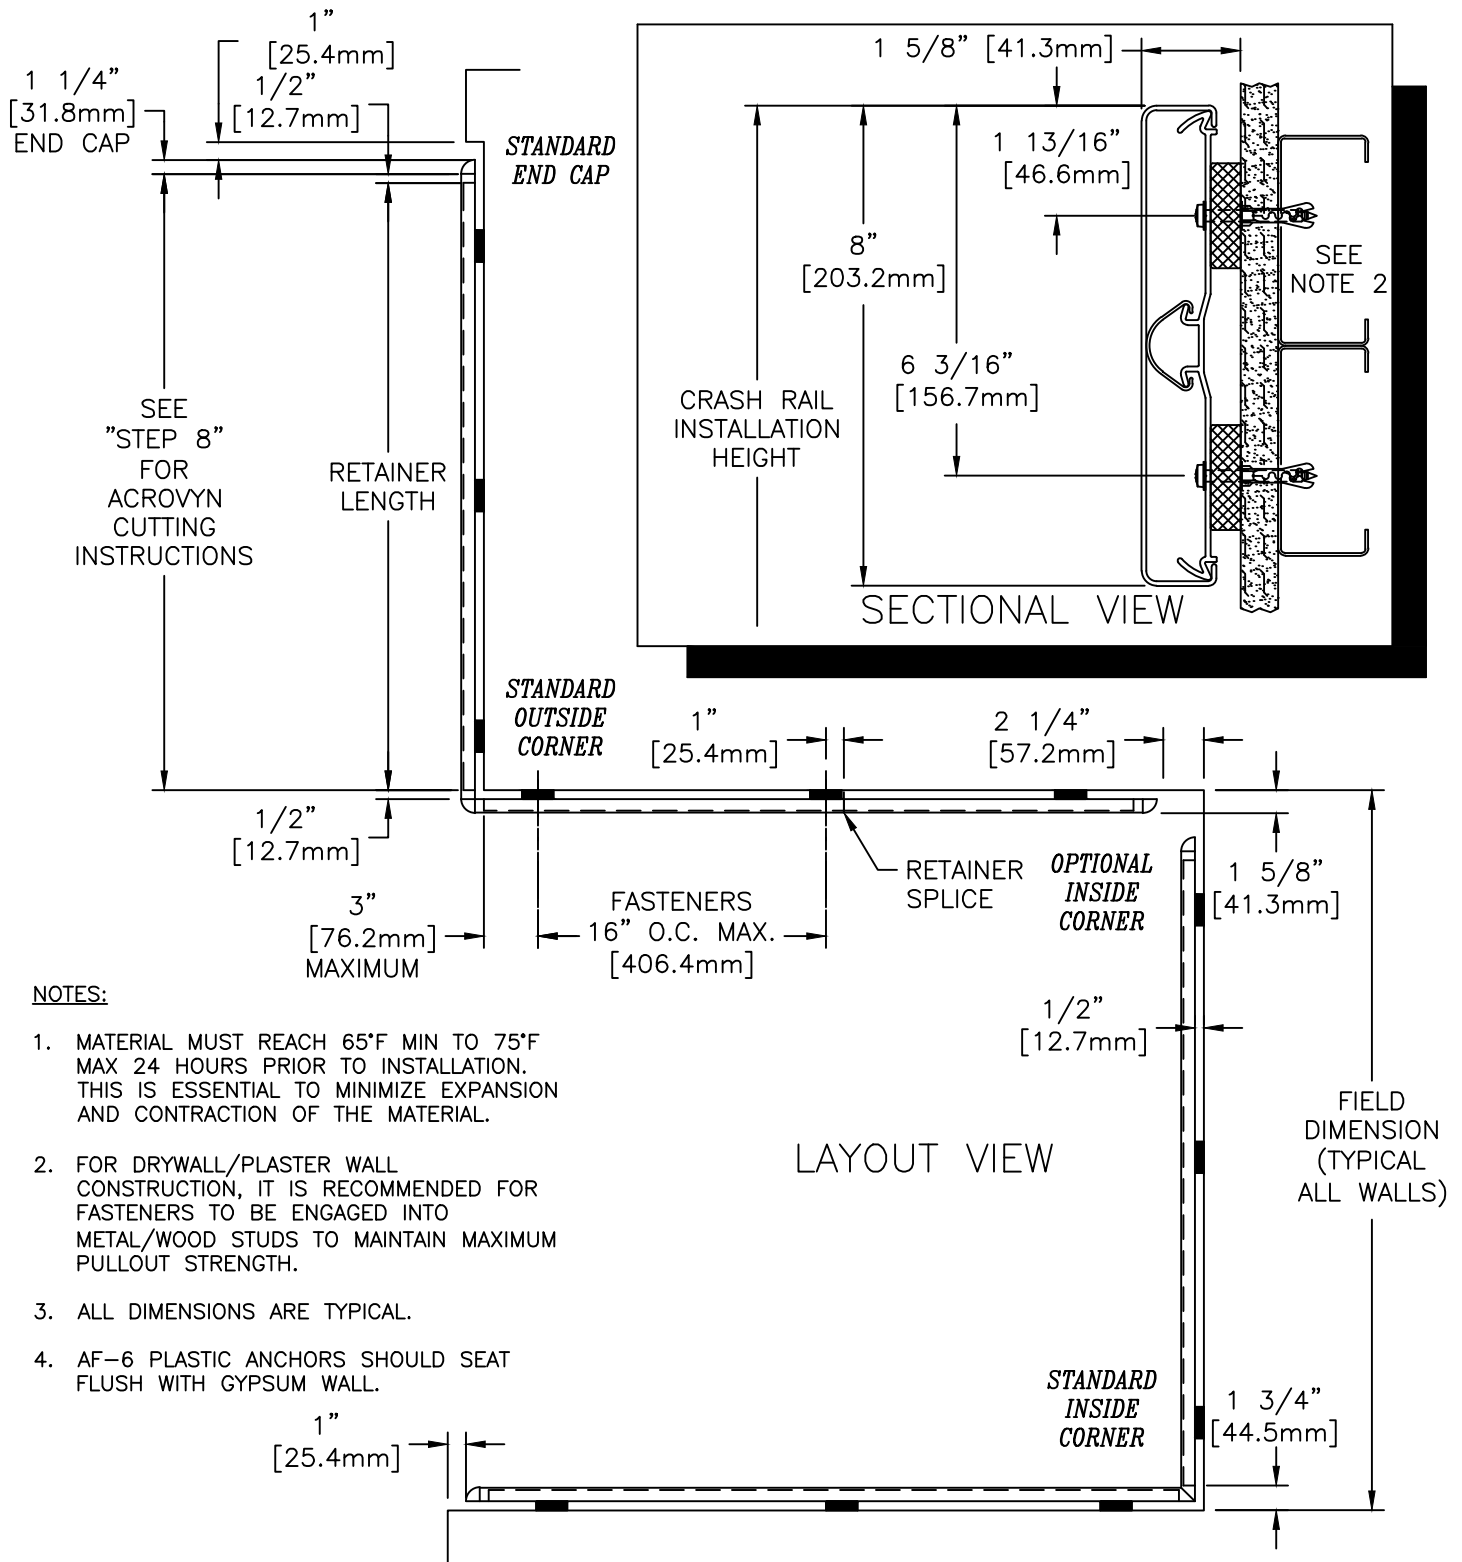 1"
[25.4mm]
1 1/4"
[31.8mm]
END CAP
1/2"
[12.7mm]
STANDARD
END CAP
1 5/8" [41.3mm]
1 13/16"
[46.6mm]
8"
[203.2mm]
SEE
NOTE 2
6 3/16"
[156.7mm]
CRASH RAIL
INSTALLATION
HEIGHT
SECTIONAL VIEW
SEE
"STEP 8"
FOR
ACROVYN
CUTTING
INSTRUCTIONS
RETAINER
LENGTH
STANDARD
OUTSIDE
CORNER
1"
[25.4mm]
2 1/4"
[57.2mm]
1/2"
[12.7mm]
RETAINER
SPLICE
OPTIONAL
INSIDE
CORNER
1 5/8"
[41.3mm]
3"
[76.2mm]
MAXIMUM
FASTENERS
16" O.C. MAX.
[406.4mm]
1/2"
[12.7mm]
FIELD
DIMENSION
(TYPICAL
ALL WALLS)
LAYOUT VIEW
NOTES:
1. MATERIAL MUST REACH 65°F MIN TO 75°F
MAX 24 HOURS PRIOR TO INSTALLATION.
THIS IS ESSENTIAL TO MINIMIZE EXPANSION
AND CONTRACTION OF THE MATERIAL.
2. FOR DRYWALL/PLASTER WALL
CONSTRUCTION, IT IS RECOMMENDED FOR
FASTENERS TO BE ENGAGED INTO
METAL/WOOD STUDS TO MAINTAIN MAXIMUM
PULLOUT STRENGTH.
3. ALL DIMENSIONS ARE TYPICAL.
4. AF-6 PLASTIC ANCHORS SHOULD SEAT
FLUSH WITH GYPSUM WALL.
1"
[25.4mm]
STANDARD
INSIDE
CORNER
1 3/4"
[44.5mm]